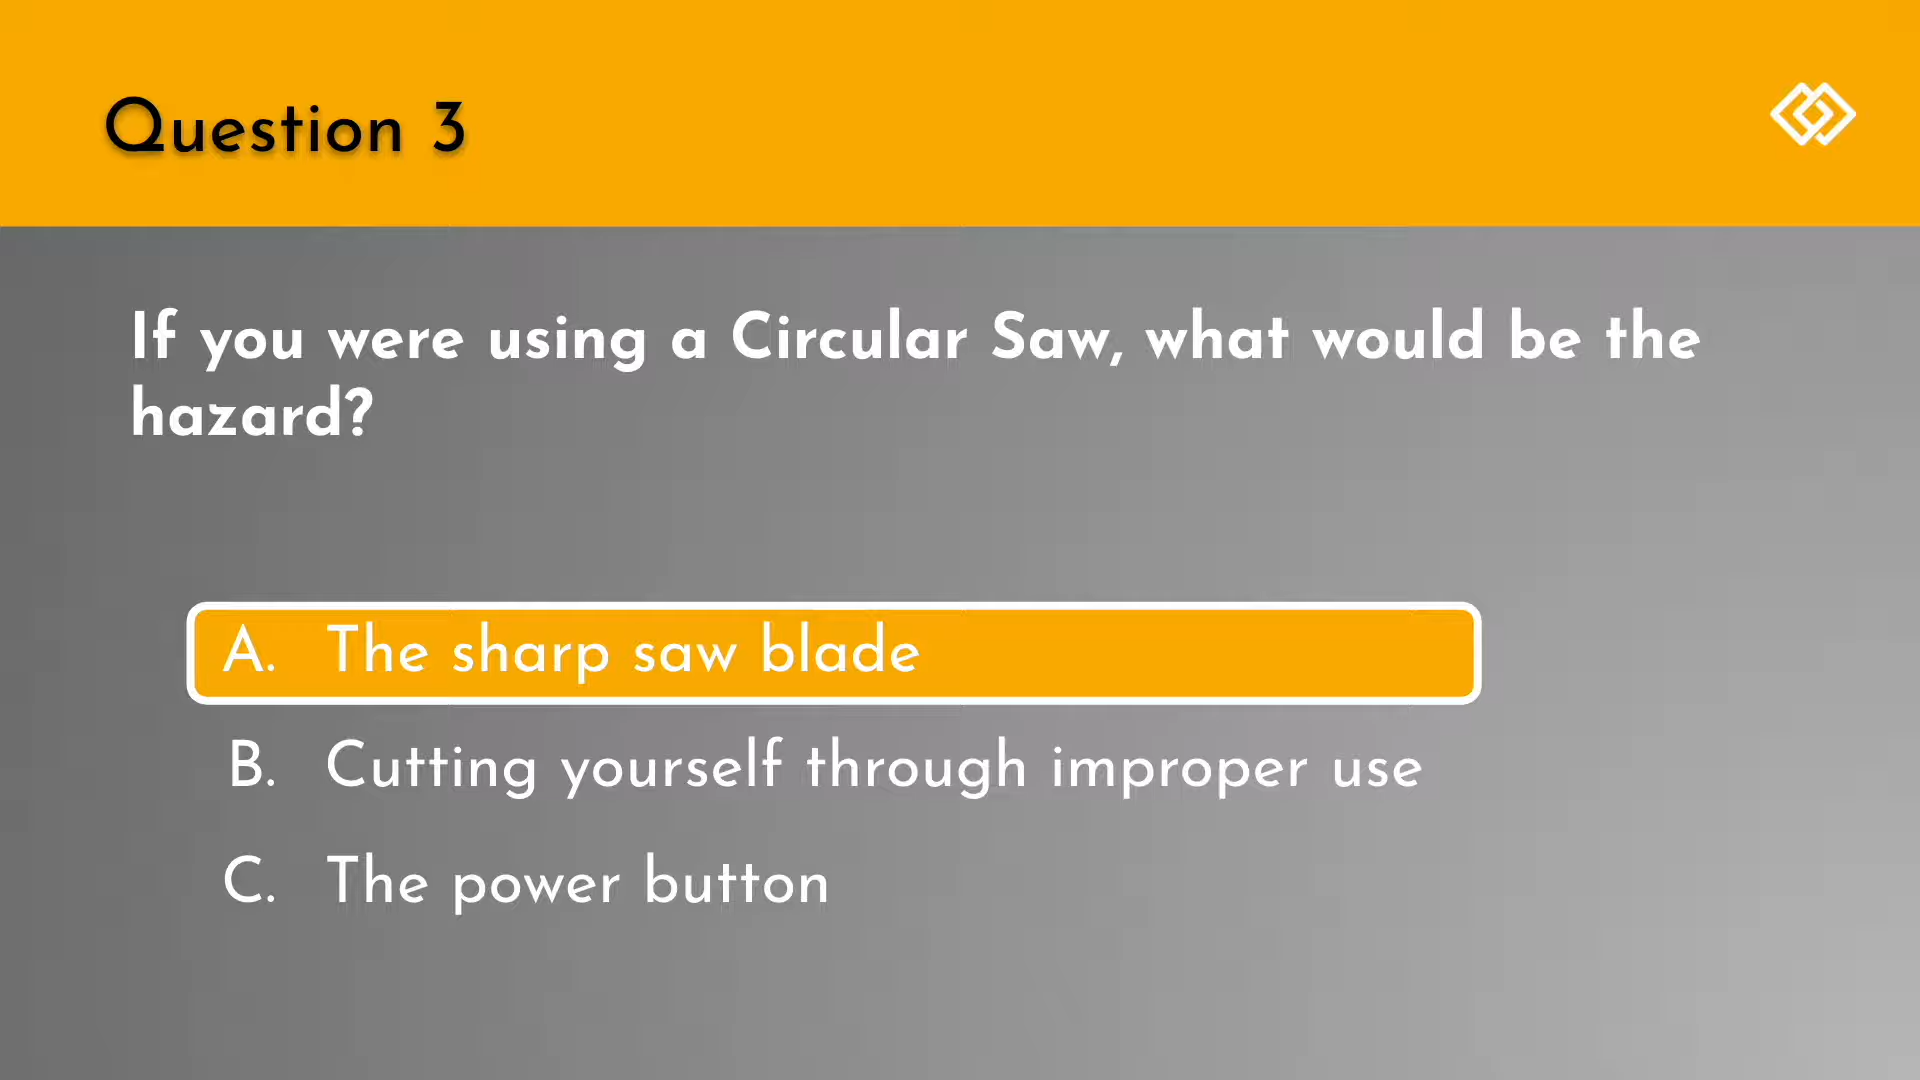 Question 3
If you were using a Circular Saw, what would be the
hazard?
A. The sharp saw blade
B. Cutting yourself through improper use
C. The power button